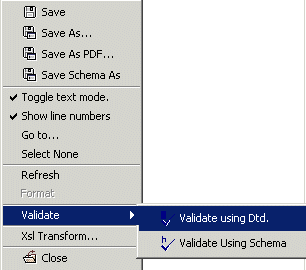 Save
Save As...
Save As PDF...
Save Schema As
Toggle text mode.
Show line numbers
Go to...
Select None
Refresh
Format
Validate
Validate using Dtd.
Xsl Transform...
Validate Using Schema
Close